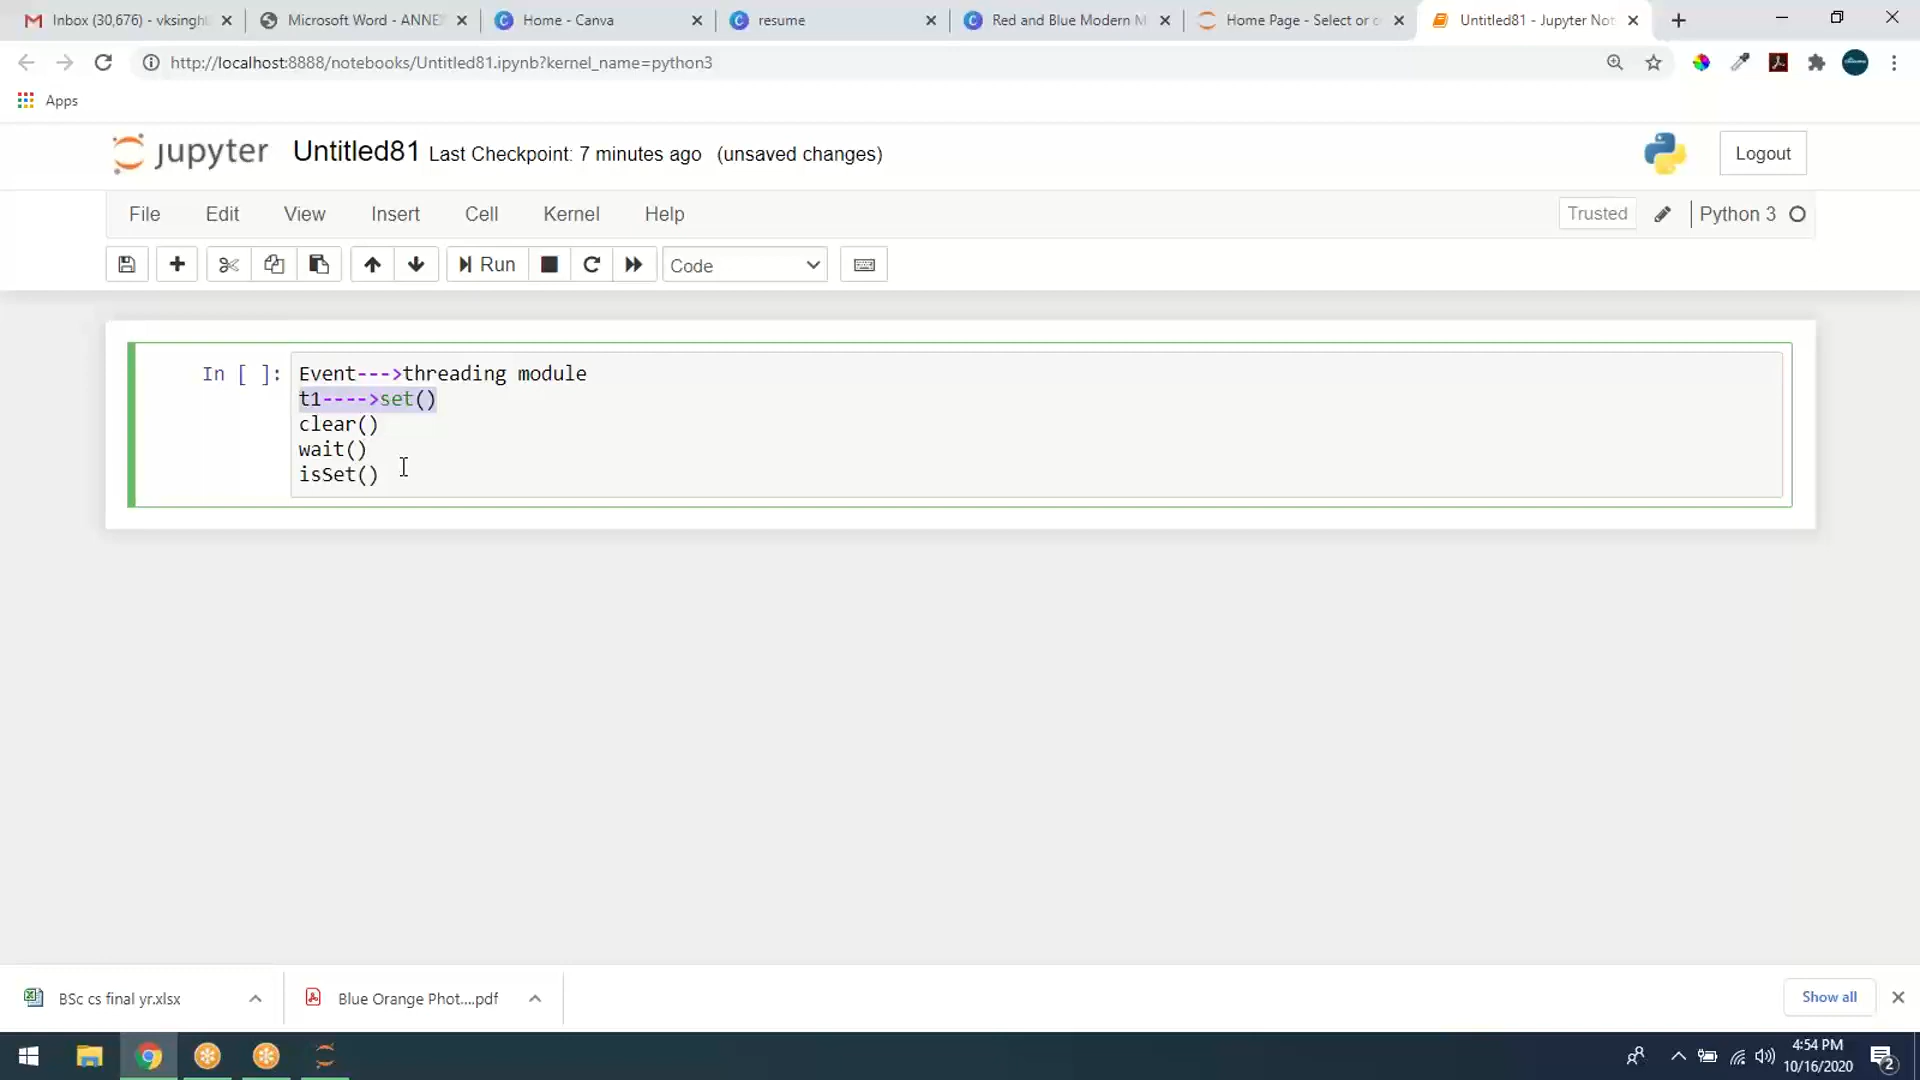 Inbox (30,676) - vksingh
Microsoft Word - ANNE
Home - Canva
resume
Red and Blue Modern
Home Page - Select or c
Untitled81 - Jupyter Not
http://localhost:8888/notebooks/Untitled81.ipynb?kernel_name=python3
Apps
jupyter Untitled81 Last Checkpoint: 7 minutes ago (unsaved changes)
Logout
File Edit View Insert Cell Kernel Help
Trusted
Python 3
Run
Code
In [ ]:
Event--->threading module
t1---->set()
clear()
wait()
isSet()
BSc cs final yr.xlsx
Blue Orange Phot....pdf
Show all
4:54 PM
10/16/2020
2